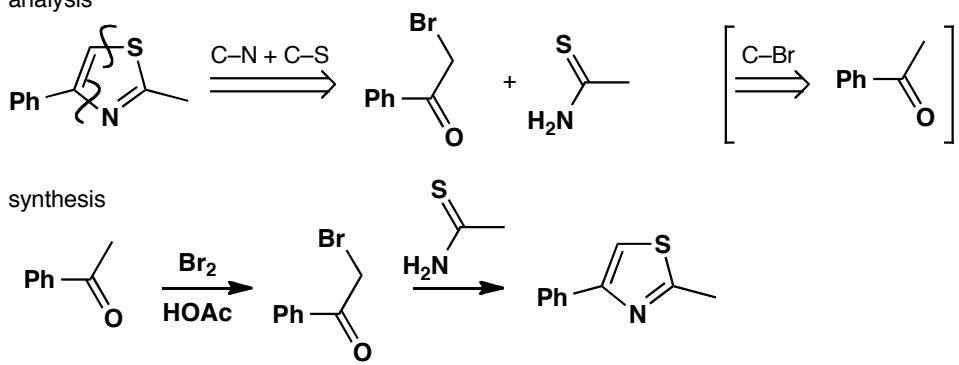 analysis
S
Ph
N
C–N + C–S
Br
Ph
O
+
S
H2N
C–Br
Ph
O
synthesis
Ph
O
Br2
HOAc
Br
Ph
O
S
H2N
S
Ph
N